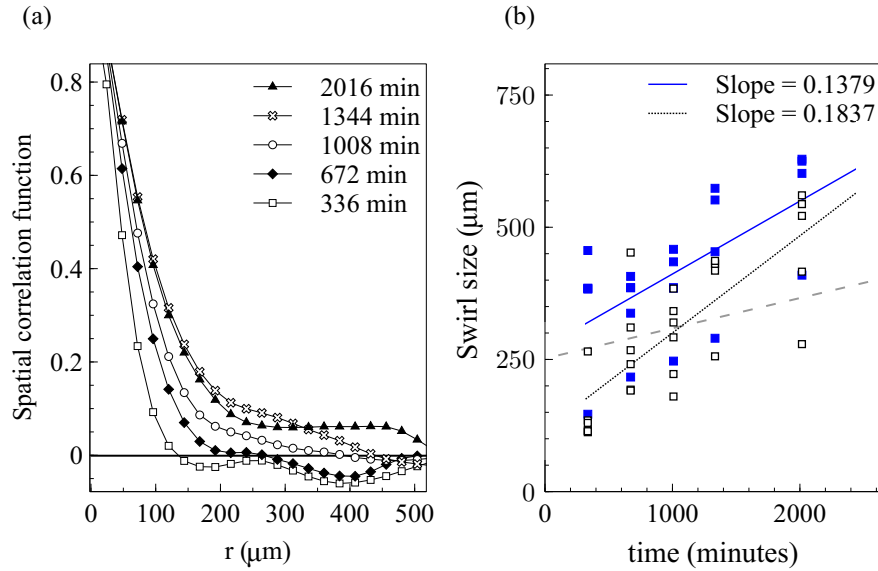 (a)
(b)
2016 min
1344 min
1008 min
672 min
336 min
0.8
0.6
0.4
0.2
0
Spatial correlation function
0
100
200
300
400
500
r (μm)
Slope = 0.1379
Slope = 0.1837
750
500
250
0
Swirl size (μm)
0
1000
2000
time (minutes)